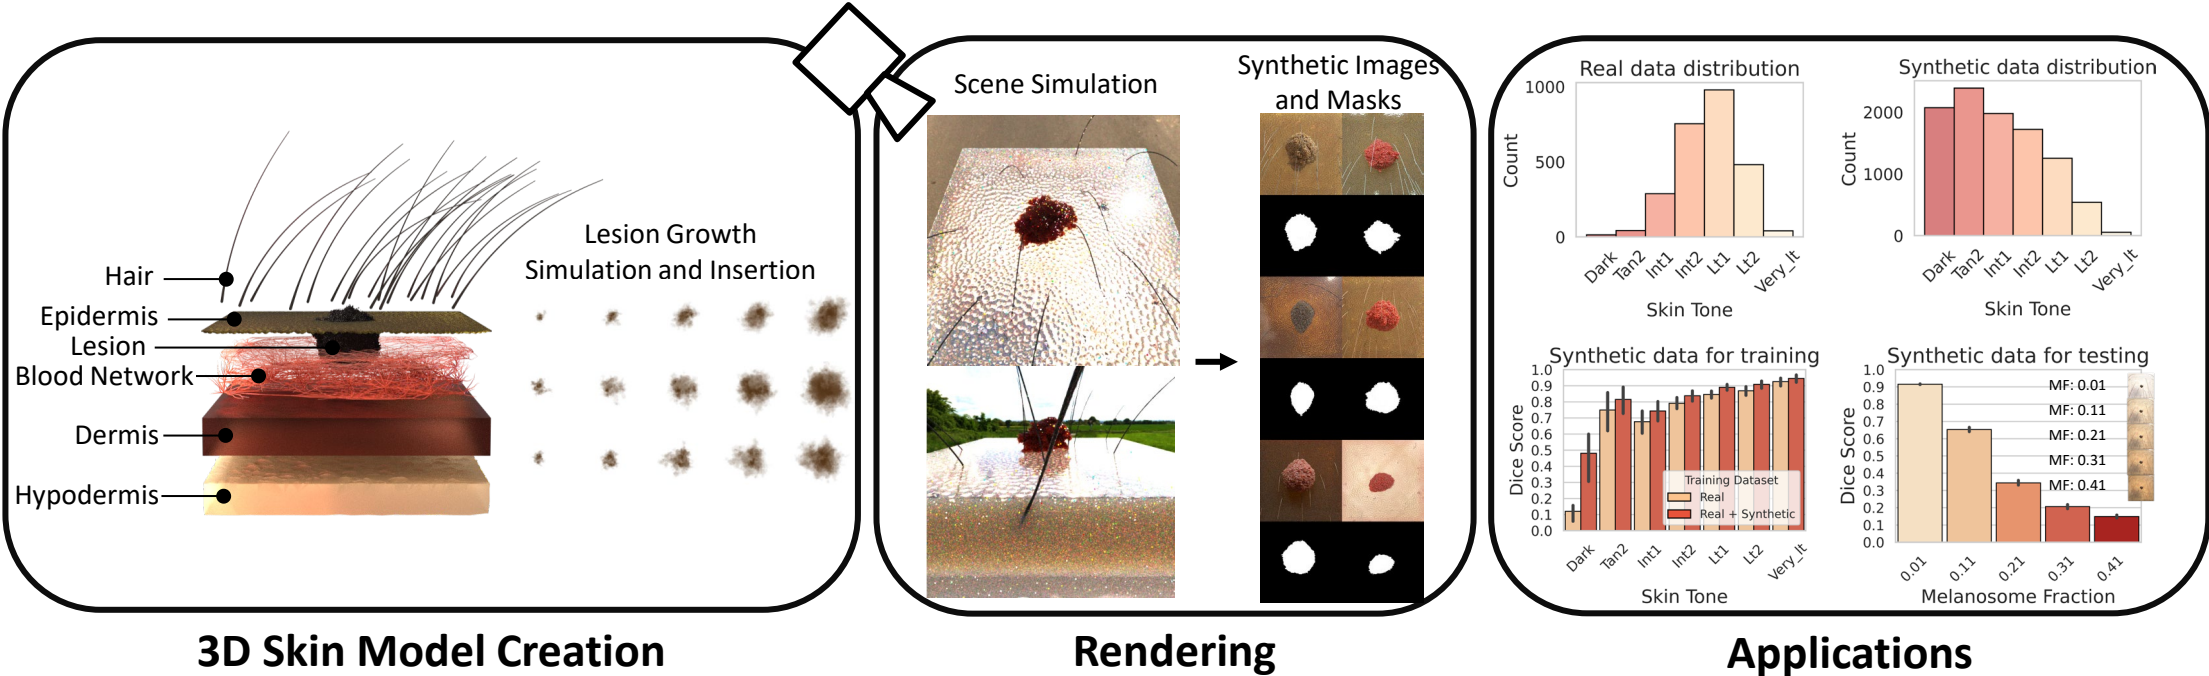 Hair
Epidermis
Lesion
Blood Network
Dermis
Hypodermis
Lesion Growth
Simulation and Insertion
3D Skin Model Creation
Scene Simulation
Synthetic Images
and Masks
Rendering
Real data distribution
Count
1000
500
0
Dark
Tan2
Int1
Int2
Lt1
Lt2
Very_lt
Skin Tone
Synthetic data distribution
Count
2000
1000
0
Dark
Tan2
Int1
Int2
Lt1
Lt2
Very_lt
Skin Tone
Synthetic data for training
Dice Score
1.0
0.9
0.8
0.7
0.6
0.5
0.4
0.3
0.2
0.1
0.0
Training Dataset
Real
Real + Synthetic
Dark
Tan2
Int1
Int2
Lt1
Lt2
Very_lt
Skin Tone
Synthetic data for testing
Dice Score
1.0
0.9
0.8
0.7
0.6
0.5
0.4
0.3
0.2
0.1
0.0
MF: 0.01
MF: 0.11
MF: 0.21
MF: 0.31
MF: 0.41
0.01
0.11
0.21
0.31
0.41
Melanosome Fraction
Applications